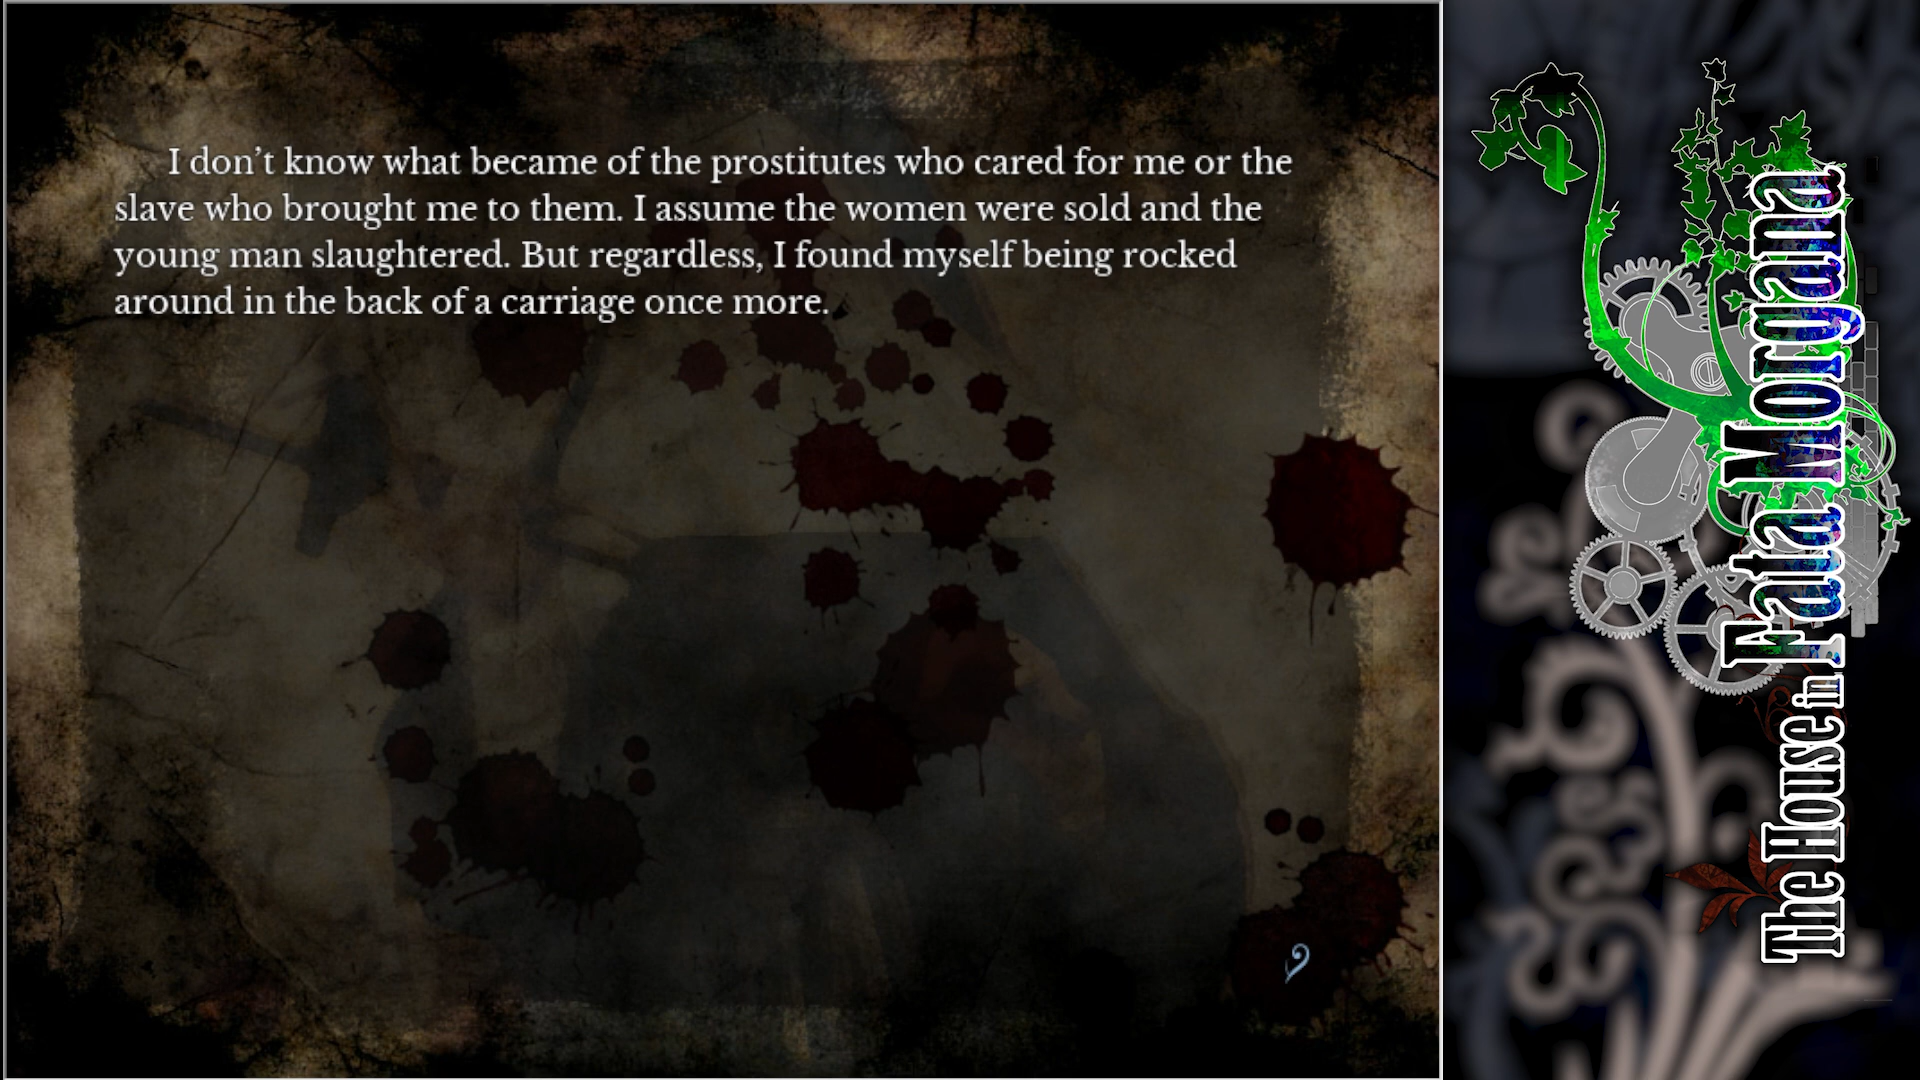 I don’t know what became of the prostitutes who cared for me or the
slave who brought me to them. I assume the women were sold and the
young man slaughtered. But regardless, I found myself being rocked
around in the back of a carriage once more.
The House in Fata Morgana